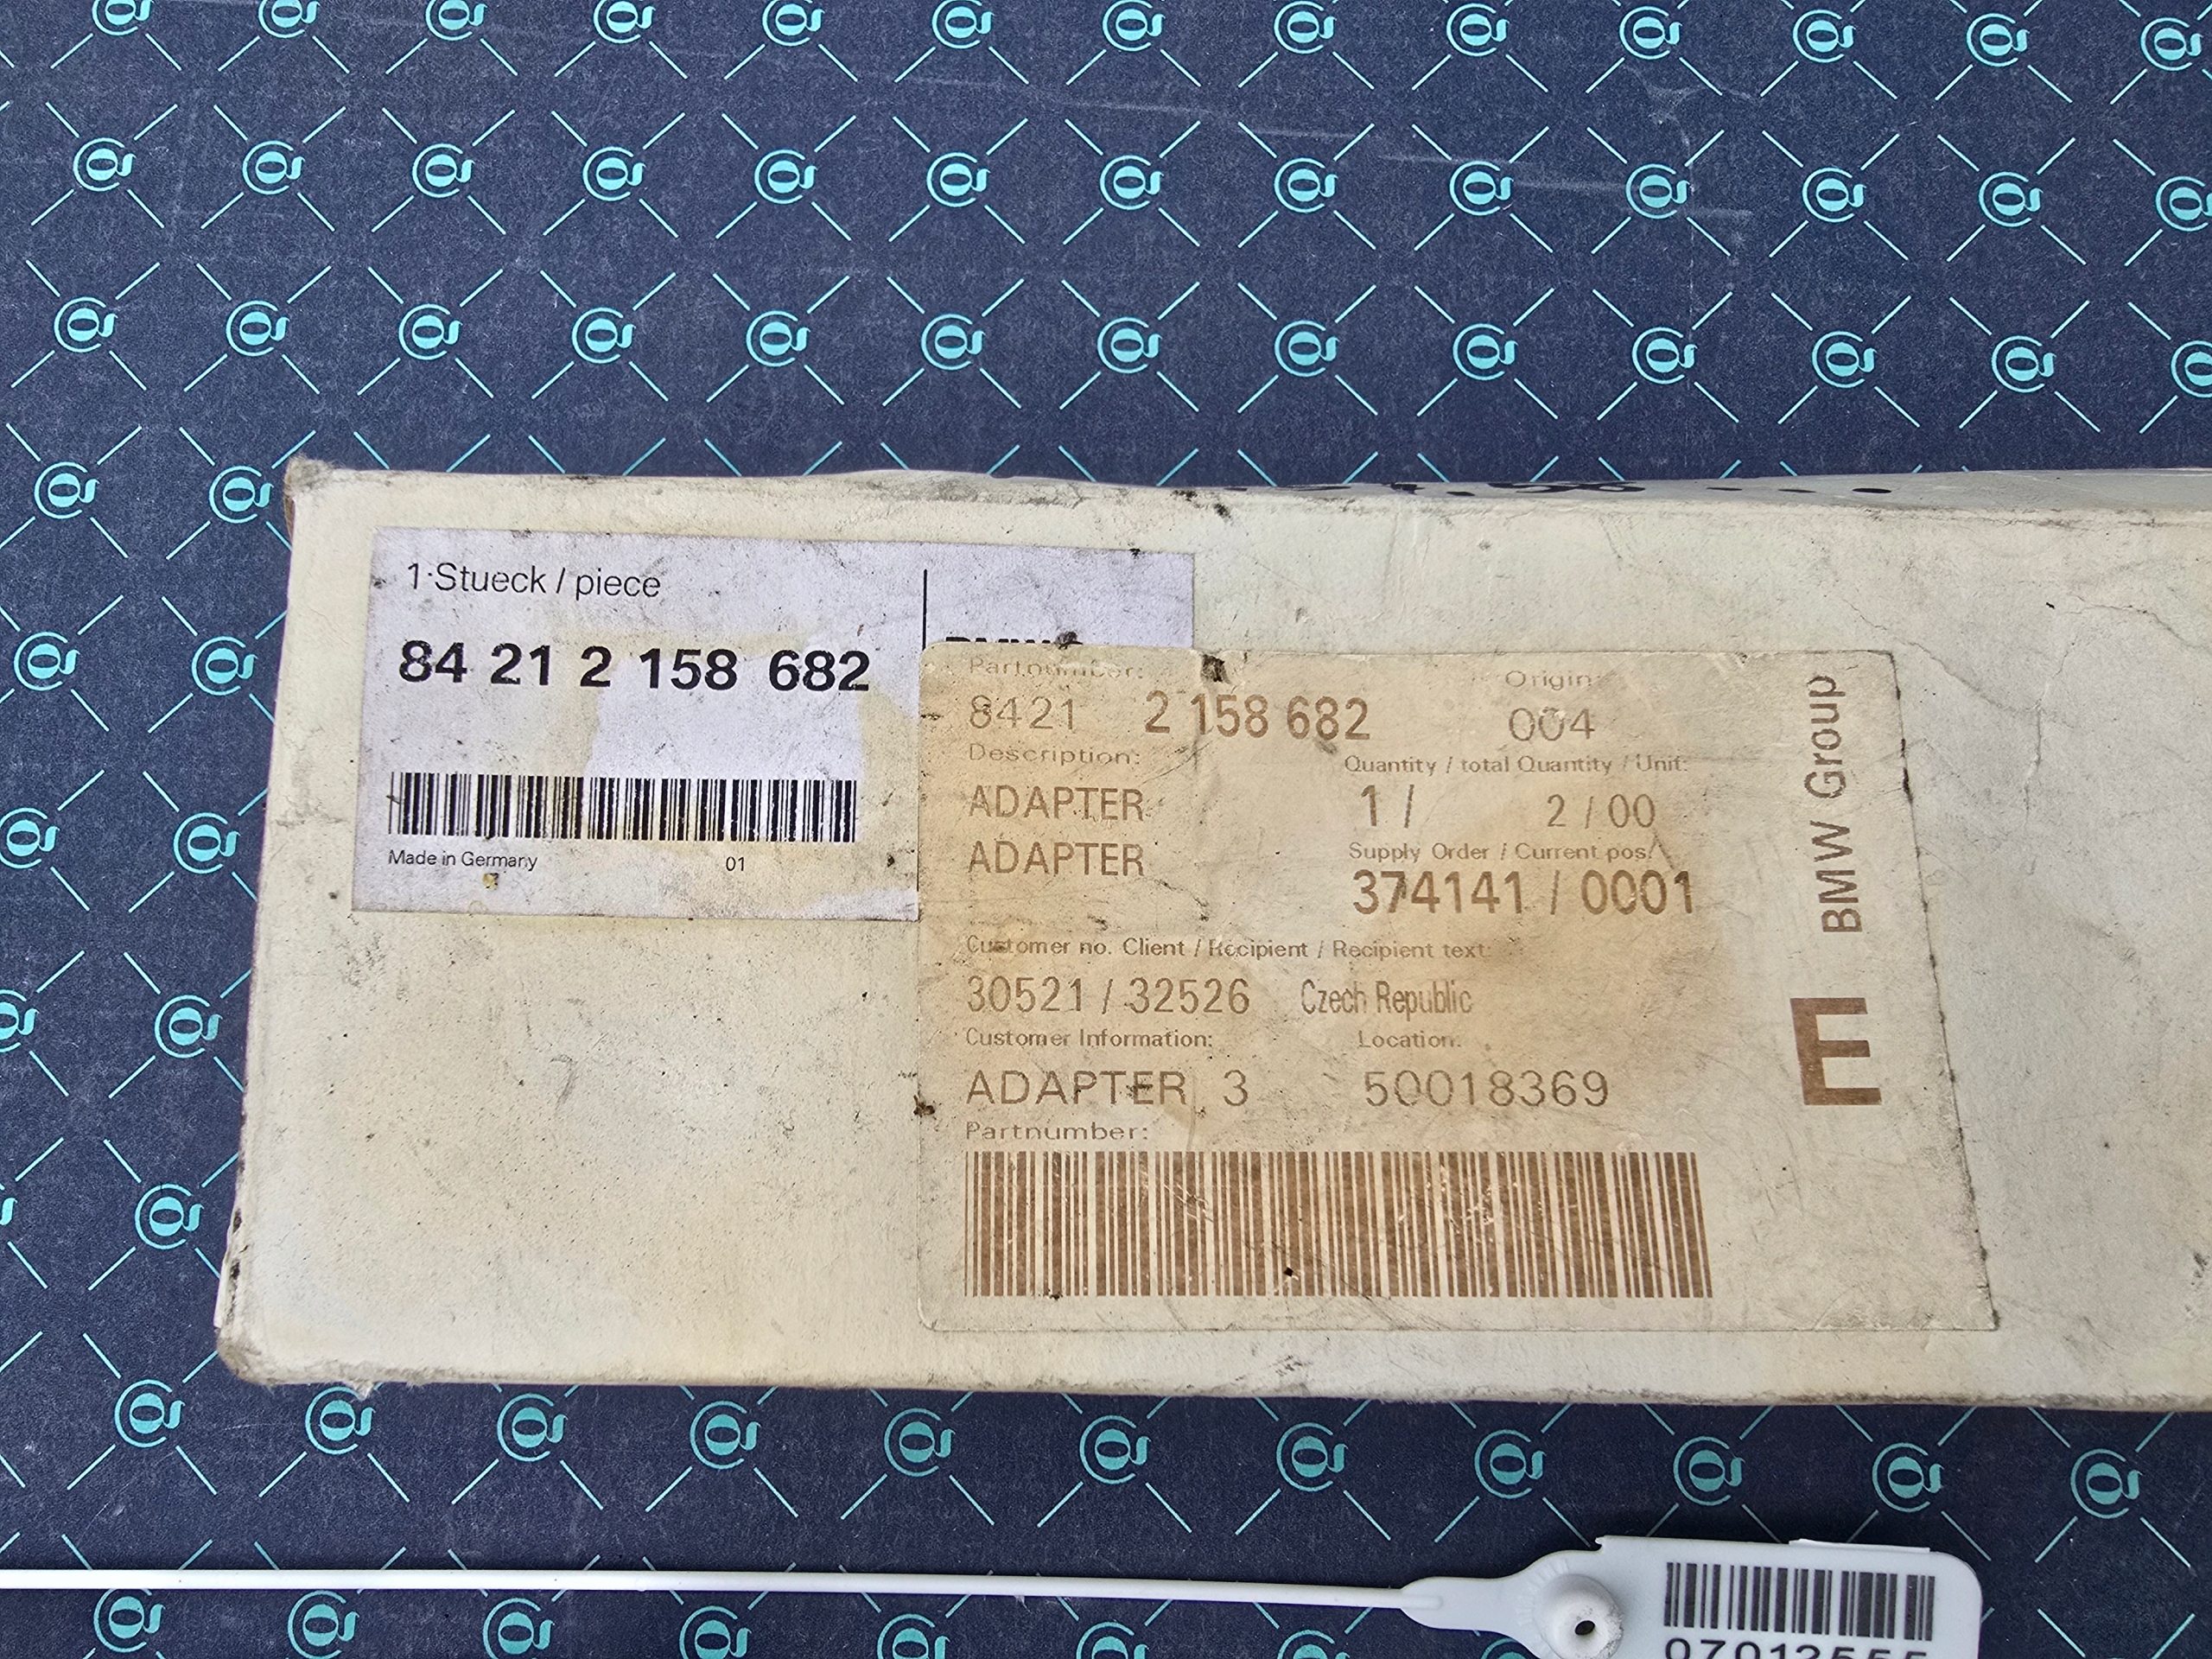 1 Stueck / piece
84 21 2 158 682
Made in Germany 01
Partnumber: Origin:
8421 2 158 682 004
Description: Quantity / total Quantity / Unit:
ADAPTER 1 / 2 / 00
ADAPTER Supply Order / Current pos/
374141 / 0001
Customer no. Client / Recipient / Recipient text:
30521 / 32526 Czech Republic
Customer Information: Location:
ADAPTER 3 50018369
Partnumber:
BMW Group
E
07012555